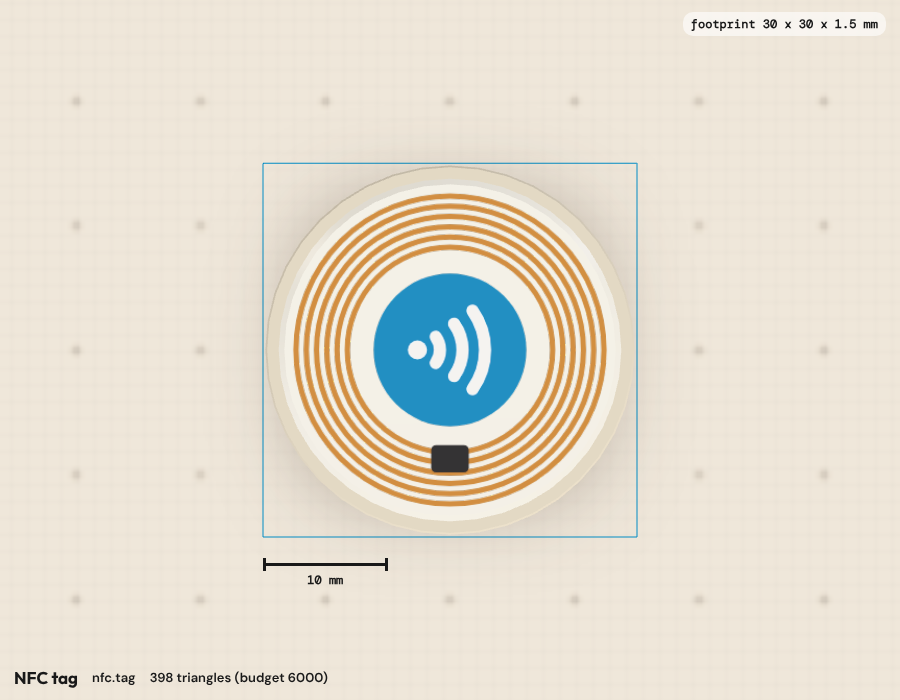 footprint 30 x 30 x 1.5 mm
10 mm
NFC tag nfc.tag 398 triangles (budget 6000)